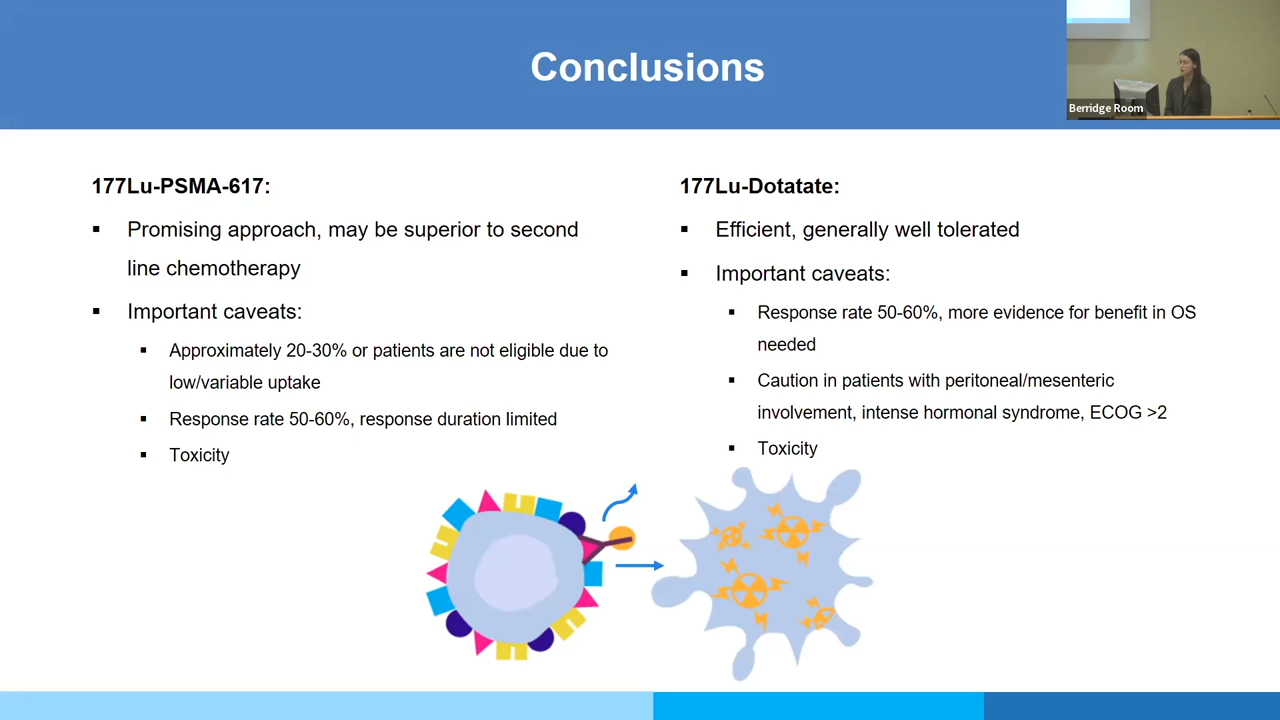 Conclusions
Berridge Room
177Lu-PSMA-617:
▪ Promising approach, may be superior to second
line chemotherapy
▪ Important caveats:
▪ Approximately 20-30% or patients are not eligible due to
low/variable uptake
▪ Response rate 50-60%, response duration limited
▪ Toxicity
177Lu-Dotatate:
▪ Efficient, generally well tolerated
▪ Important caveats:
▪ Response rate 50-60%, more evidence for benefit in OS
needed
▪ Caution in patients with peritoneal/mesenteric
involvement, intense hormonal syndrome, ECOG >2
▪ Toxicity